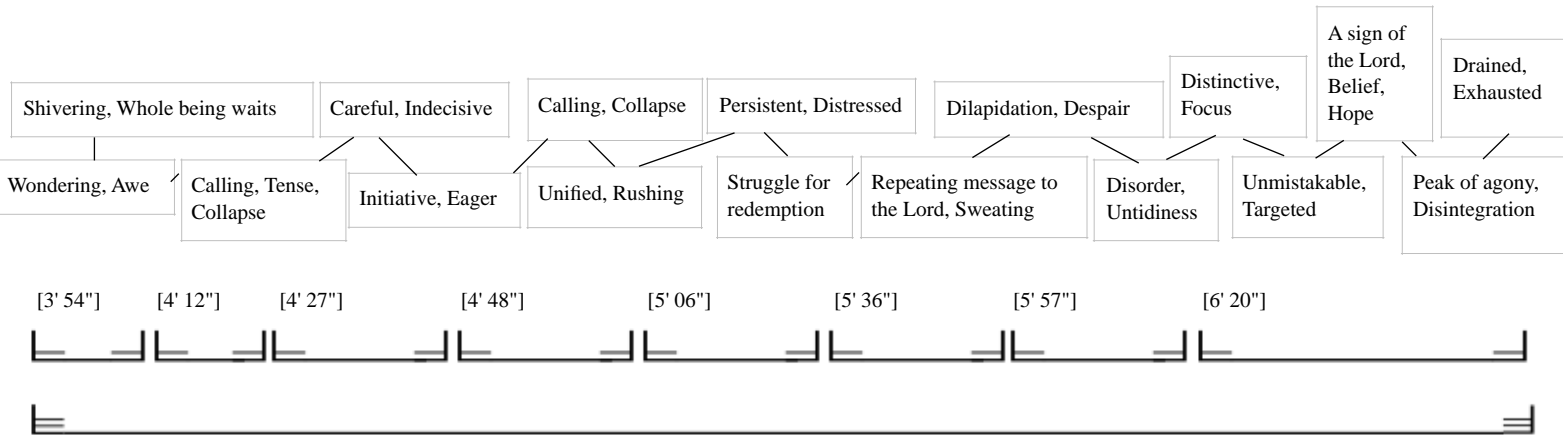 A sign of
the Lord,
Belief,
Hope
Drained,
Exhausted
Distinctive,
Focus
Shivering, Whole being waits
Careful, Indecisive
Calling, Collapse
Persistent, Distressed
Dilapidation, Despair
Wondering, Awe
Calling, Tense,
Collapse
Initiative, Eager
Unified, Rushing
Struggle for
redemption
Repeating message to
the Lord, Sweating
Disorder,
Untidiness
Unmistakable,
Targeted
Peak of agony,
Disintegration
[3' 54"] [4' 12"] [4' 27"] [4' 48"] [5' 06"] [5' 36"] [5' 57"] [6' 20"]